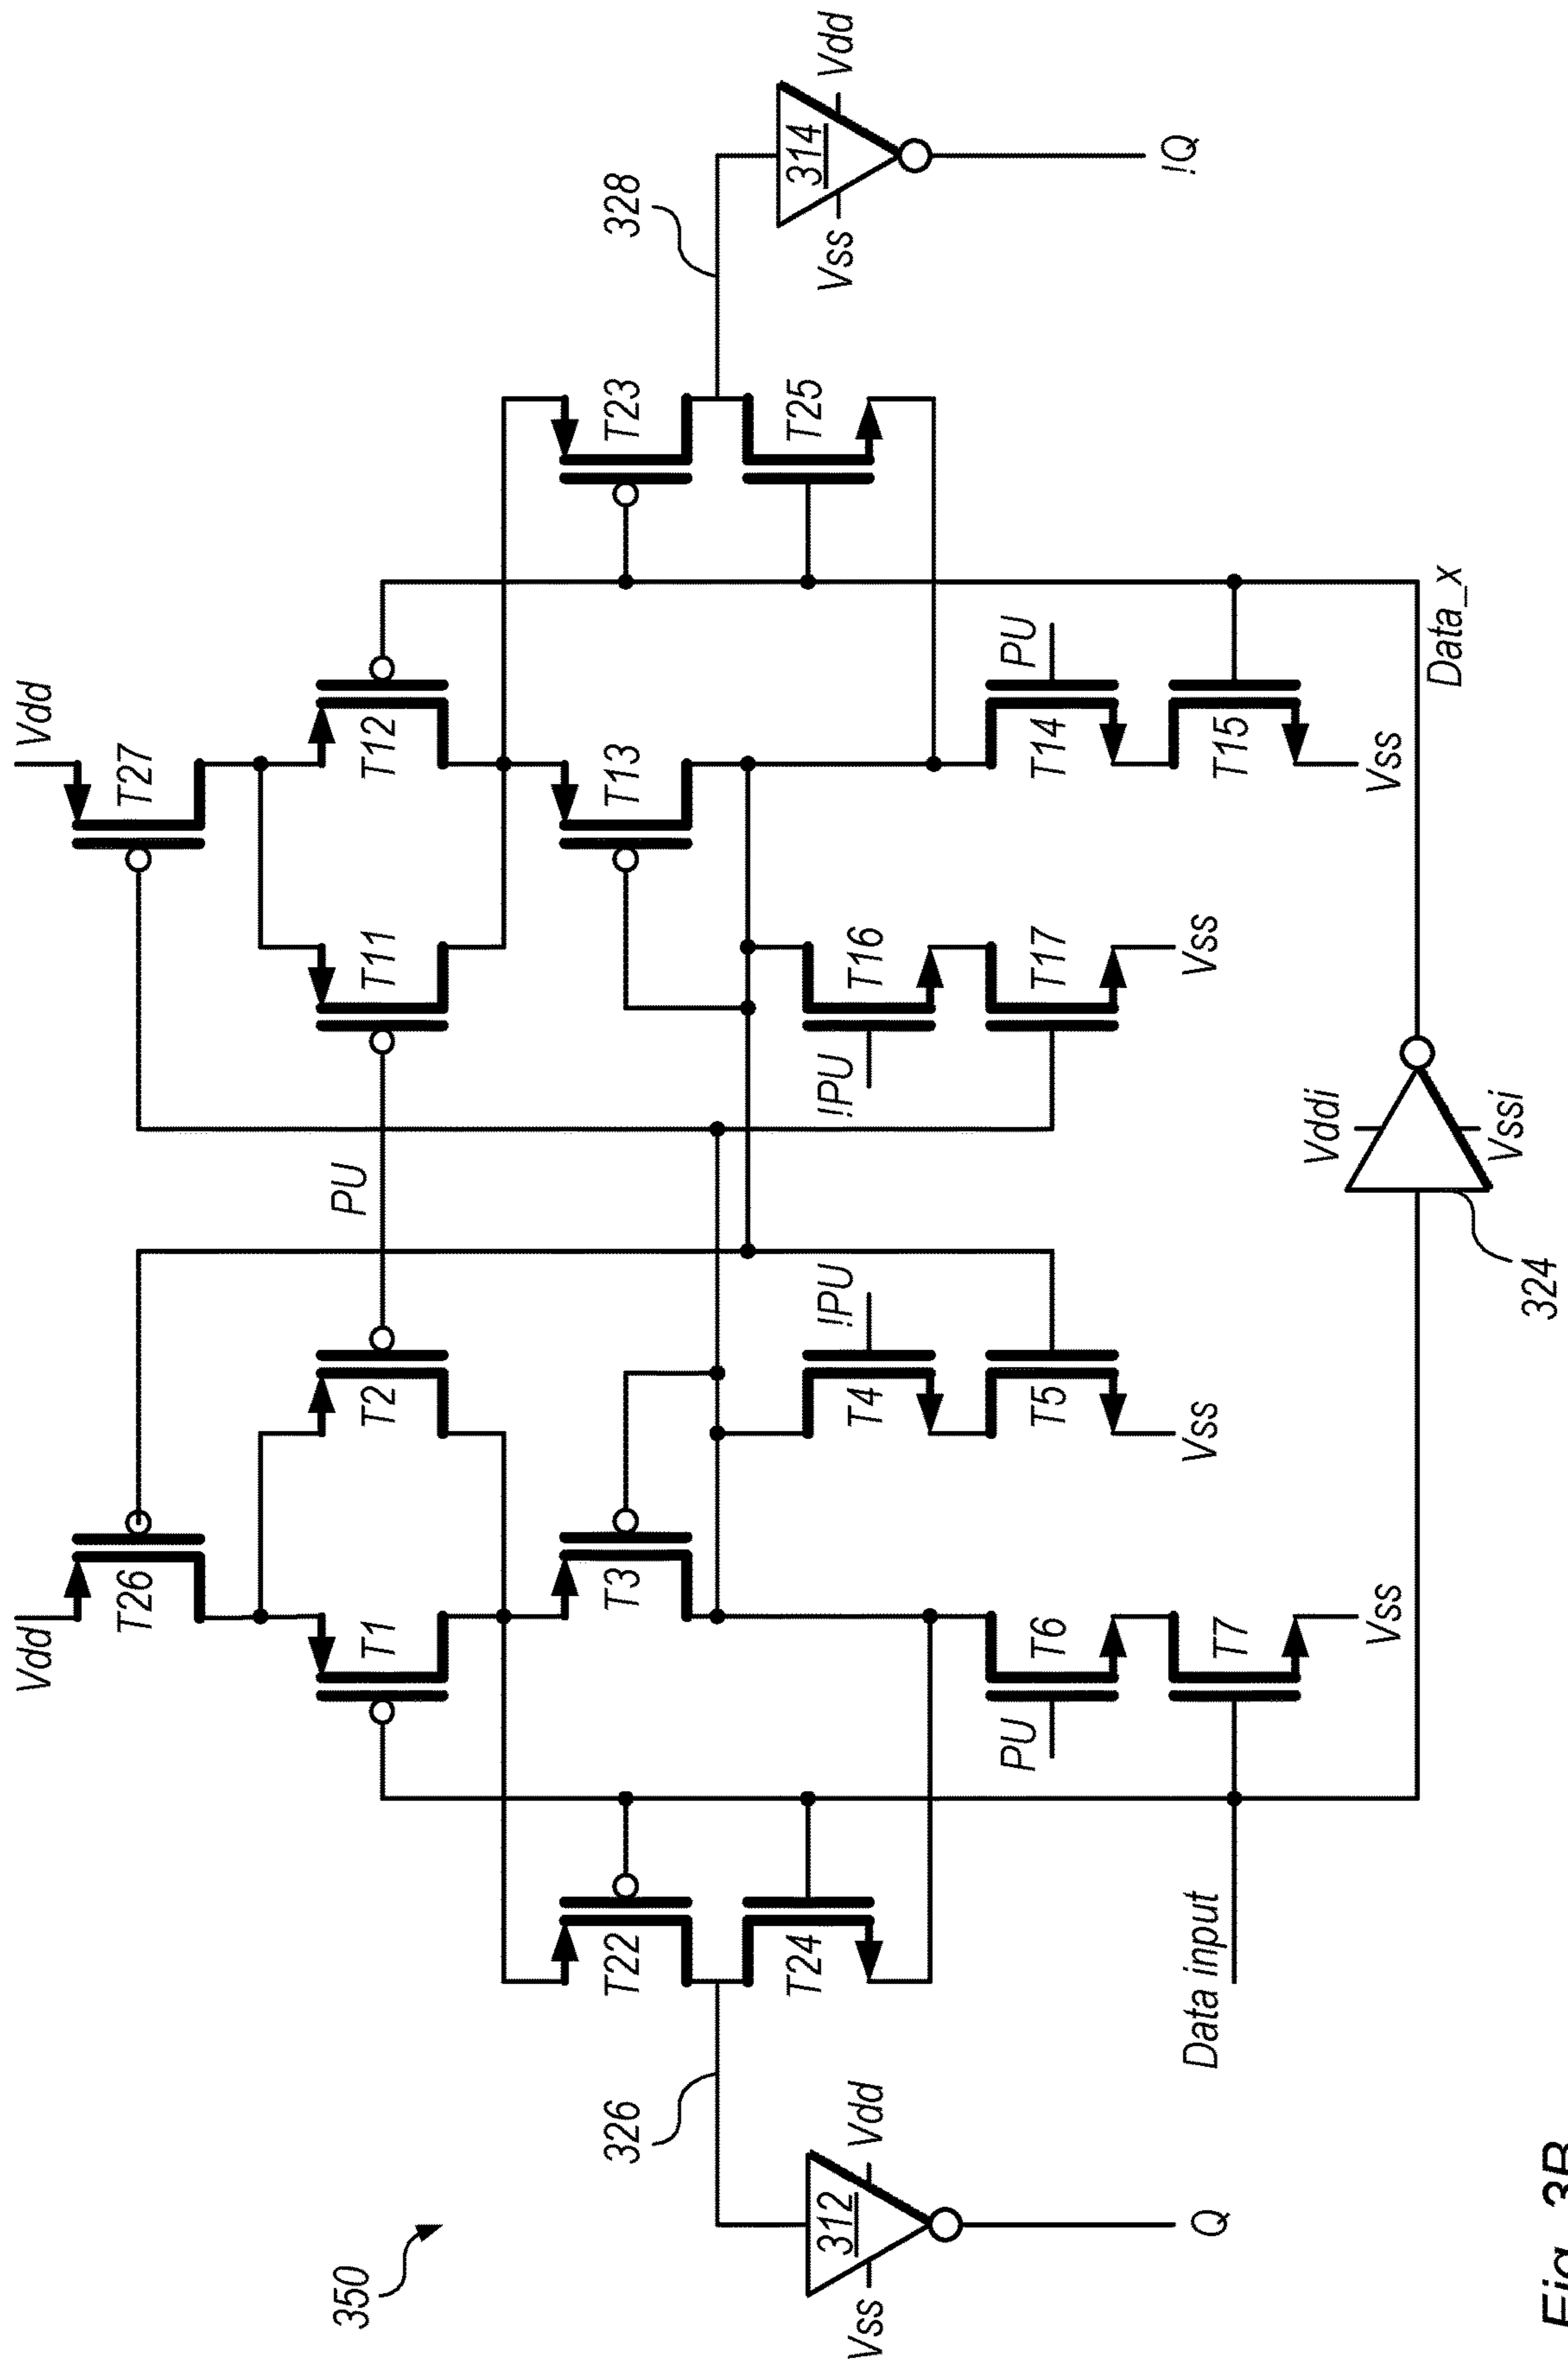 Vdd
Vdd
T26
T27
350
PU
T1
T2
T11
T12
326
T22
T3
T13
T23
328
T24
T25
314
312
Vdd
!PU
!PU
Vss
Vdd
Vss
T4
T16
PU
PU
T6
T5
T17
T14
!Q
Q
Data input
Vss
Vss
T7
T15
Vddi
Vss
Vss
Data_x
Vssi
324
Fig. 3B